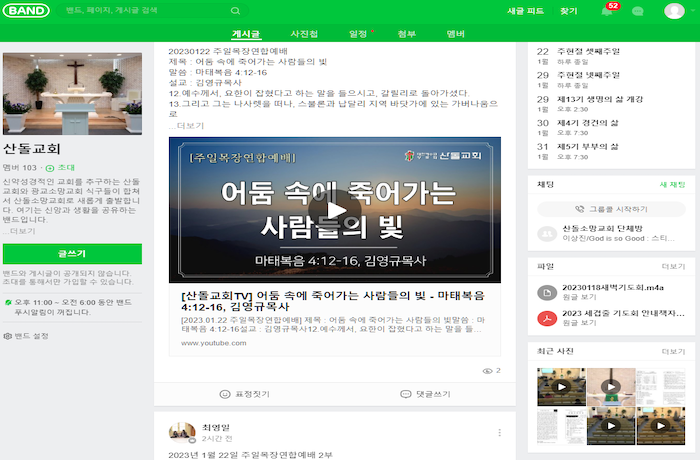 BAND
밴드, 페이지, 게시글 검색
새글 피드
찾기
52
게시글
사진첩
일정
첨부
멤버
산돌교회
멤버 103 · 초대
신약성경적인 교회를 추구하는 산돌
교회와 광교소망교회 식구들이 합쳐
서 산돌소망교회로 새롭게 출발합니
다. 여기는 신앙과 생활을 공유하는
밴드입니다.
...더보기
글쓰기
밴드와 게시글이 공개되지 않습니다.
초대를 통해서만 가입할 수 있습니다.
오후 11:00 ~ 오전 6:00 동안 밴드
푸시알림이 꺼집니다.
밴드 설정
20230122 주일목장연합예배
제목 : 어둠 속에 죽어가는 사람들의 빛
말씀 : 마태복음 4:12-16
설교 : 김영규목사
12.예수께서, 요한이 잡혔다고 하는 말을 들으시고, 갈릴리로 돌아가셨다.
13.그리고 그는 나사렛을 떠나, 스불론과 납달리 지역 바닷가에 있는 가버나움으
로
...더보기
[주일목장연합예배]
산돌교회
어둠 속에 죽어가는
사람들의 빛
마태복음 4:12-16, 김영규목사
[산돌교회TV] 어둠 속에 죽어가는 사람들의 빛 - 마태복음
4:12-16, 김영규목사
[2023.01.22 주일목장연합예배] 제목 : 어둠 속에 죽어가는 사람들의 빛말씀 : 마
태복음 4:12-16설교 : 김영규목사12.예수께서, 요한이 잡혔다고 하는 말을 들...
www.youtube.com
2
표정짓기
댓글쓰기
최영일
2시간 전
2023년 1월 22일 주일목장연합예배 2부
22 주현절 셋째주일
1월 하루 종일
29 주현절 넷째주일
1월 하루 종일
29 제13기 생명의 삶 개강
1월 오후 2:30
30 제4기 경건의 삶
1월 오후 7:30
31 제5기 부부의 삶
1월 오후 7:30
채팅
새 채팅
그룹콜 시작하기
산돌소망교회 단체방
이상진/God is so Good : 스티...
파일
더보기
20230118새벽기도회.m4a
원글 보기
2023 세겹줄 기도회 안내책자...
원글 보기
최근 사진
더보기